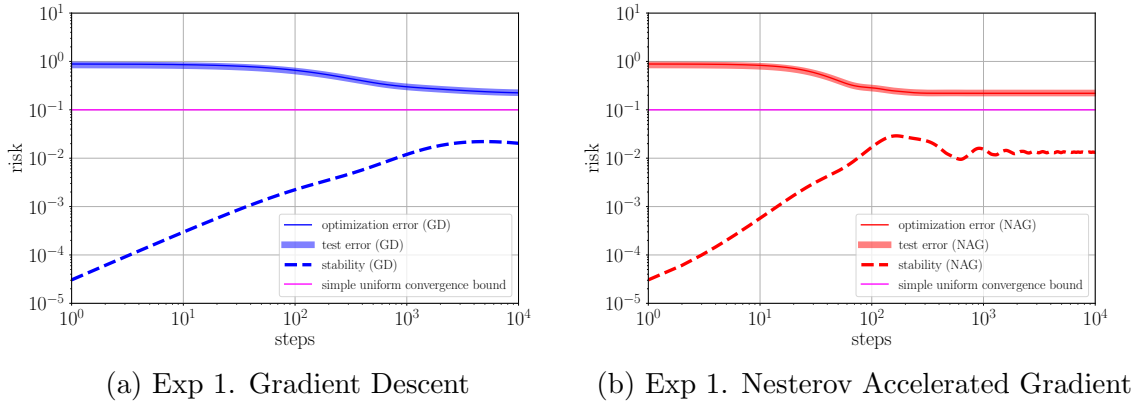 10^1
10^0
10^-1
10^-2
10^-3
10^-4
10^-5
risk
10^0
10^1
10^2
10^3
10^4
steps
optimization error (GD)
test error (GD)
stability (GD)
simple uniform convergence bound
(a) Exp 1. Gradient Descent
10^1
10^0
10^-1
10^-2
10^-3
10^-4
10^-5
risk
10^0
10^1
10^2
10^3
10^4
steps
optimization error (NAG)
test error (NAG)
stability (NAG)
simple uniform convergence bound
(b) Exp 1. Nesterov Accelerated Gradient